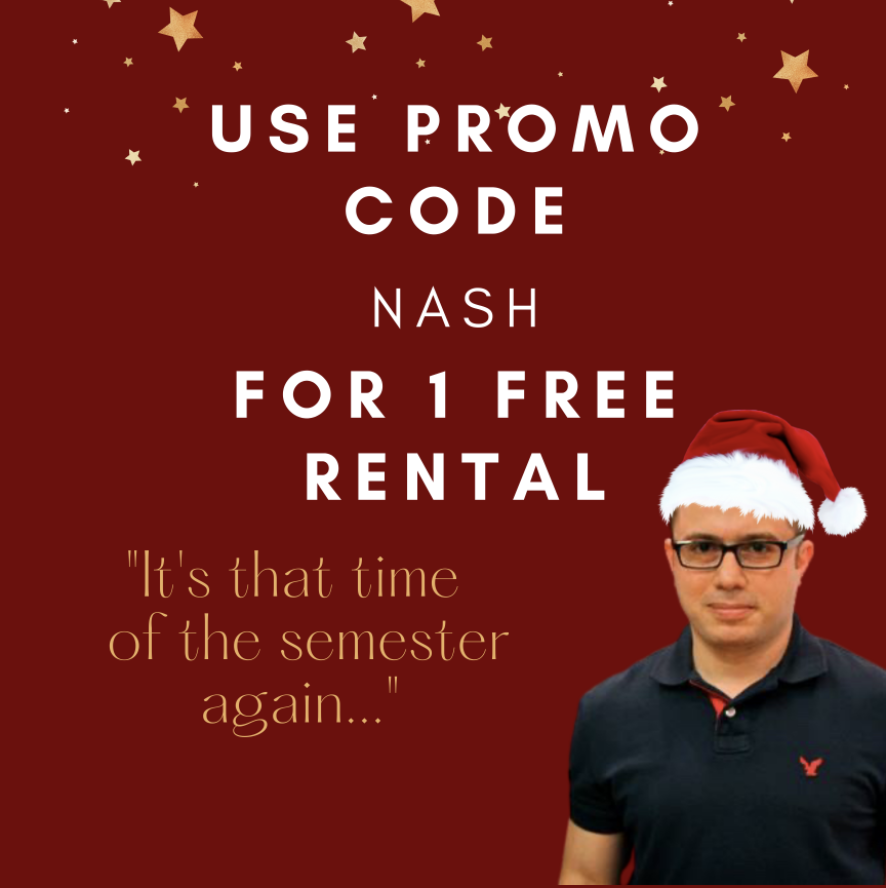 USE PROMO
CODE
NASH
FOR 1 FREE
RENTAL
"It's that time
of the semester
again..."